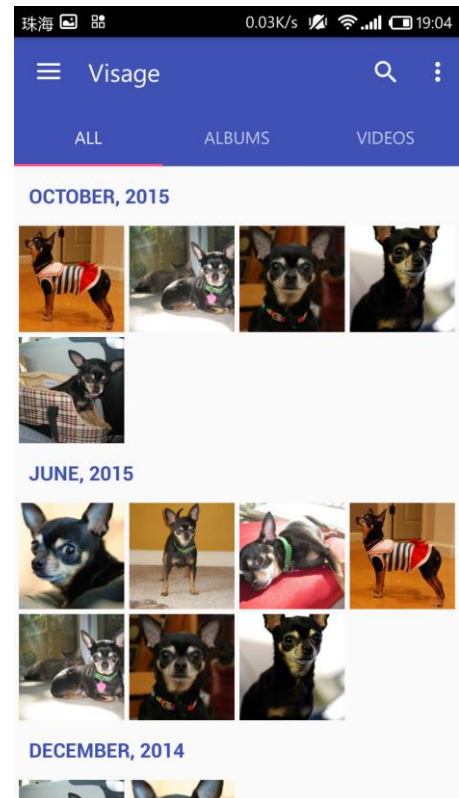 珠海 0.03K/s 19:04
Visage
ALL ALBUMS VIDEOS
OCTOBER, 2015
JUNE, 2015
DECEMBER, 2014